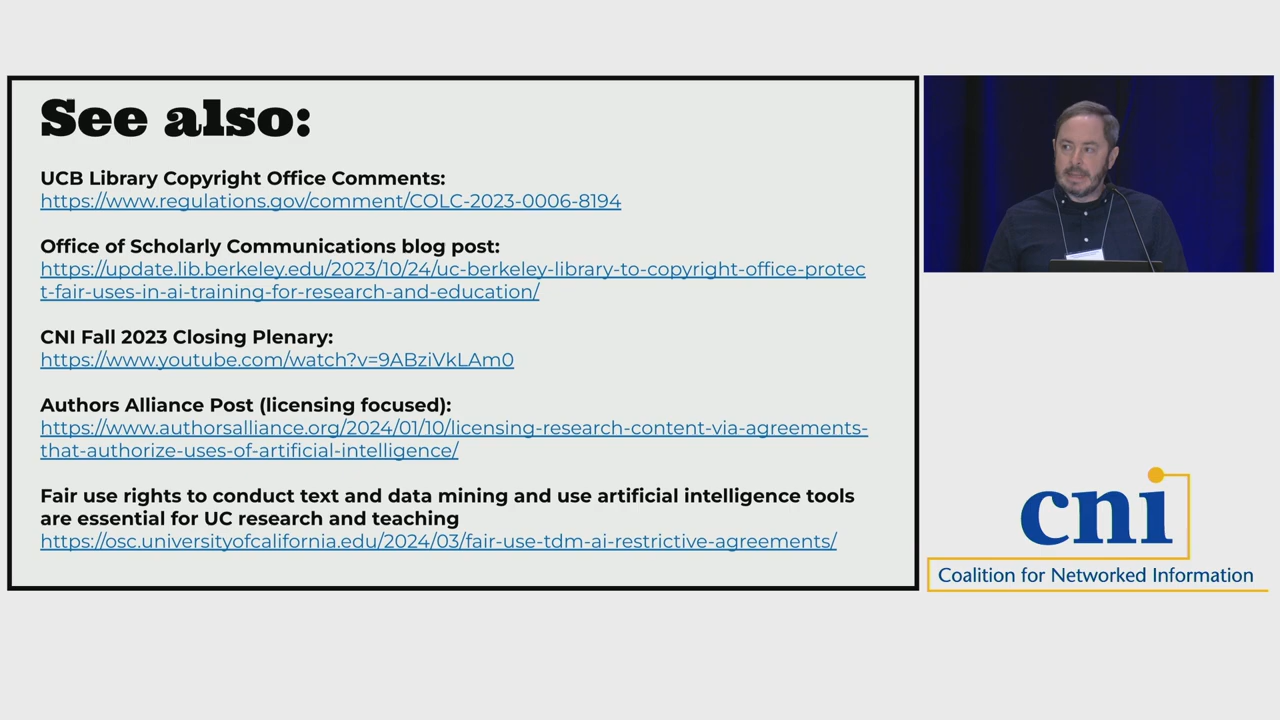 See also:
UCB Library Copyright Office Comments:
https://www.regulations.gov/comment/COLC-2023-0006-8194
Office of Scholarly Communications blog post:
https://update.lib.berkeley.edu/2023/10/24/uc-berkeley-library-to-copyright-office-protec
t-fair-uses-in-ai-training-for-research-and-education/
CNI Fall 2023 Closing Plenary:
https://www.youtube.com/watch?v=9ABziVkLAm0
Authors Alliance Post (licensing focused):
https://www.authorsalliance.org/2024/01/10/licensing-research-content-via-agreements-
that-authorize-uses-of-artificial-intelligence/
Fair use rights to conduct text and data mining and use artificial intelligence tools
are essential for UC research and teaching
https://osc.universityofcalifornia.edu/2024/03/fair-use-tdm-ai-restrictive-agreements/
cni
Coalition for Networked Information